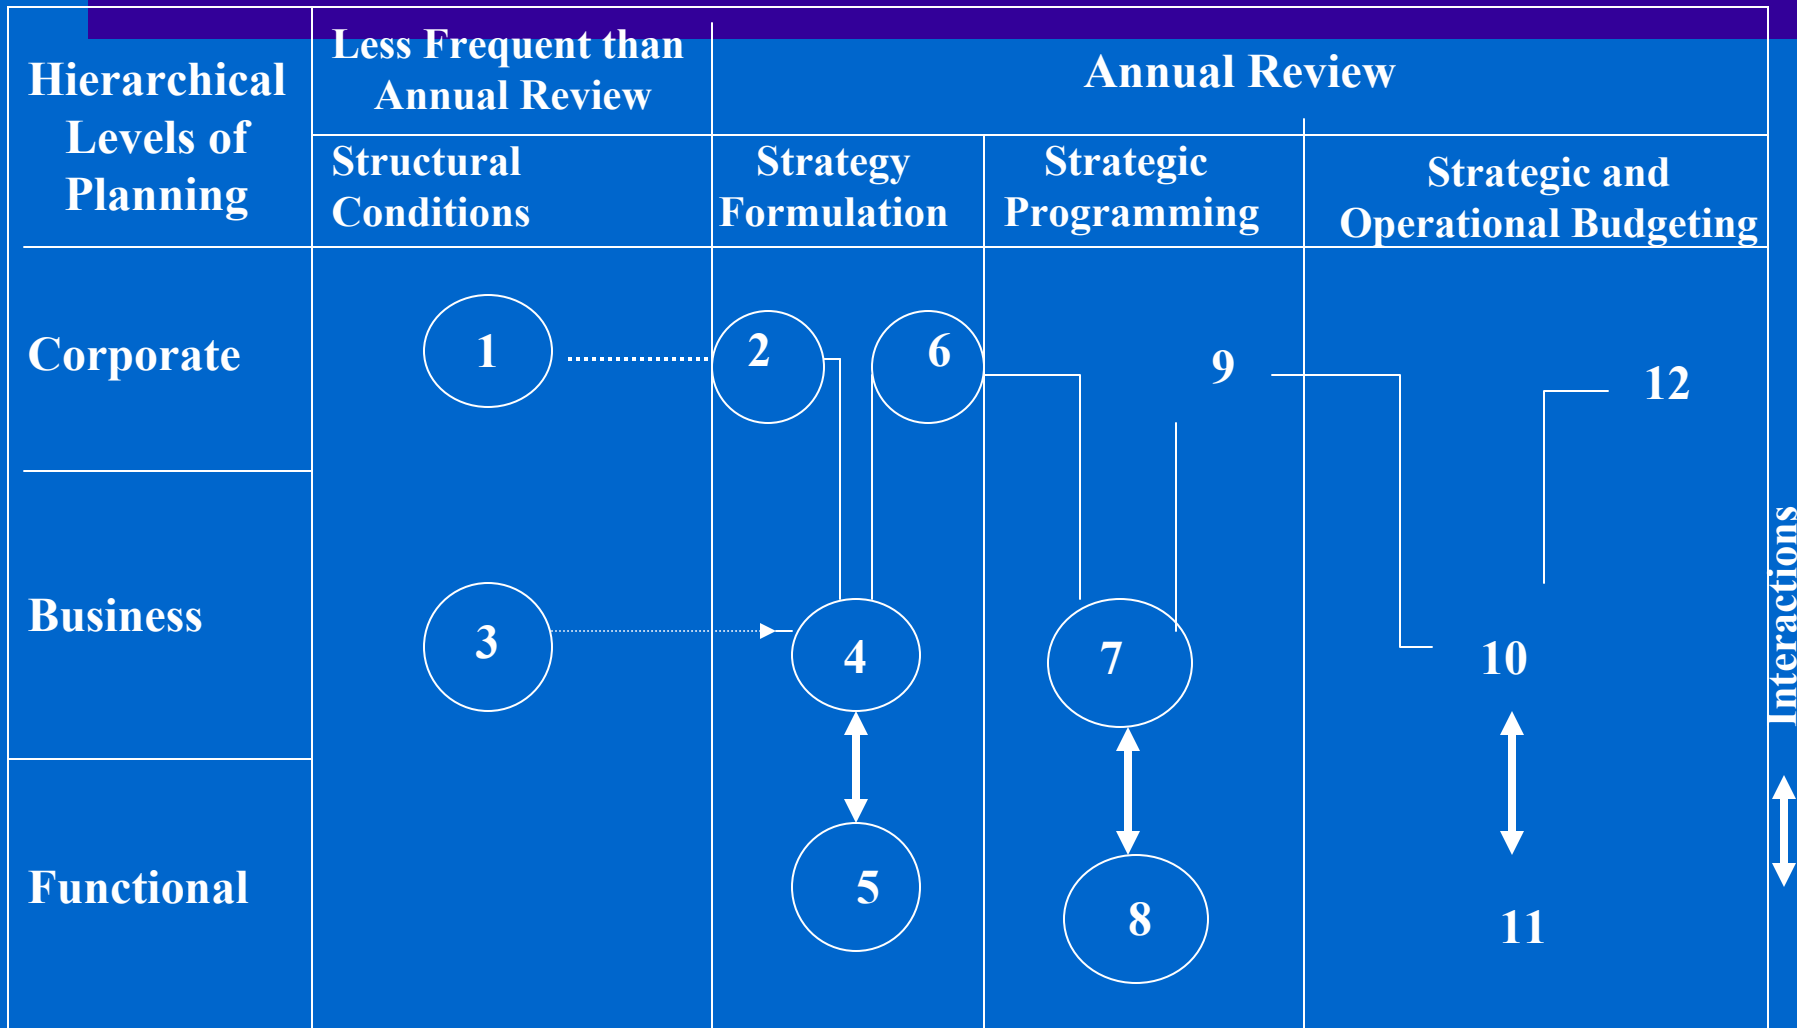 Hierarchical
Levels of
Planning
Less Frequent than
Annual Review
Annual Review
Structural
Conditions
Strategy
Formulation
Strategic
Programming
Strategic and
Operational Budgeting
Corporate
1
2
6
9
12
Business
3
4
7
10
Functional
5
8
11
Interactions